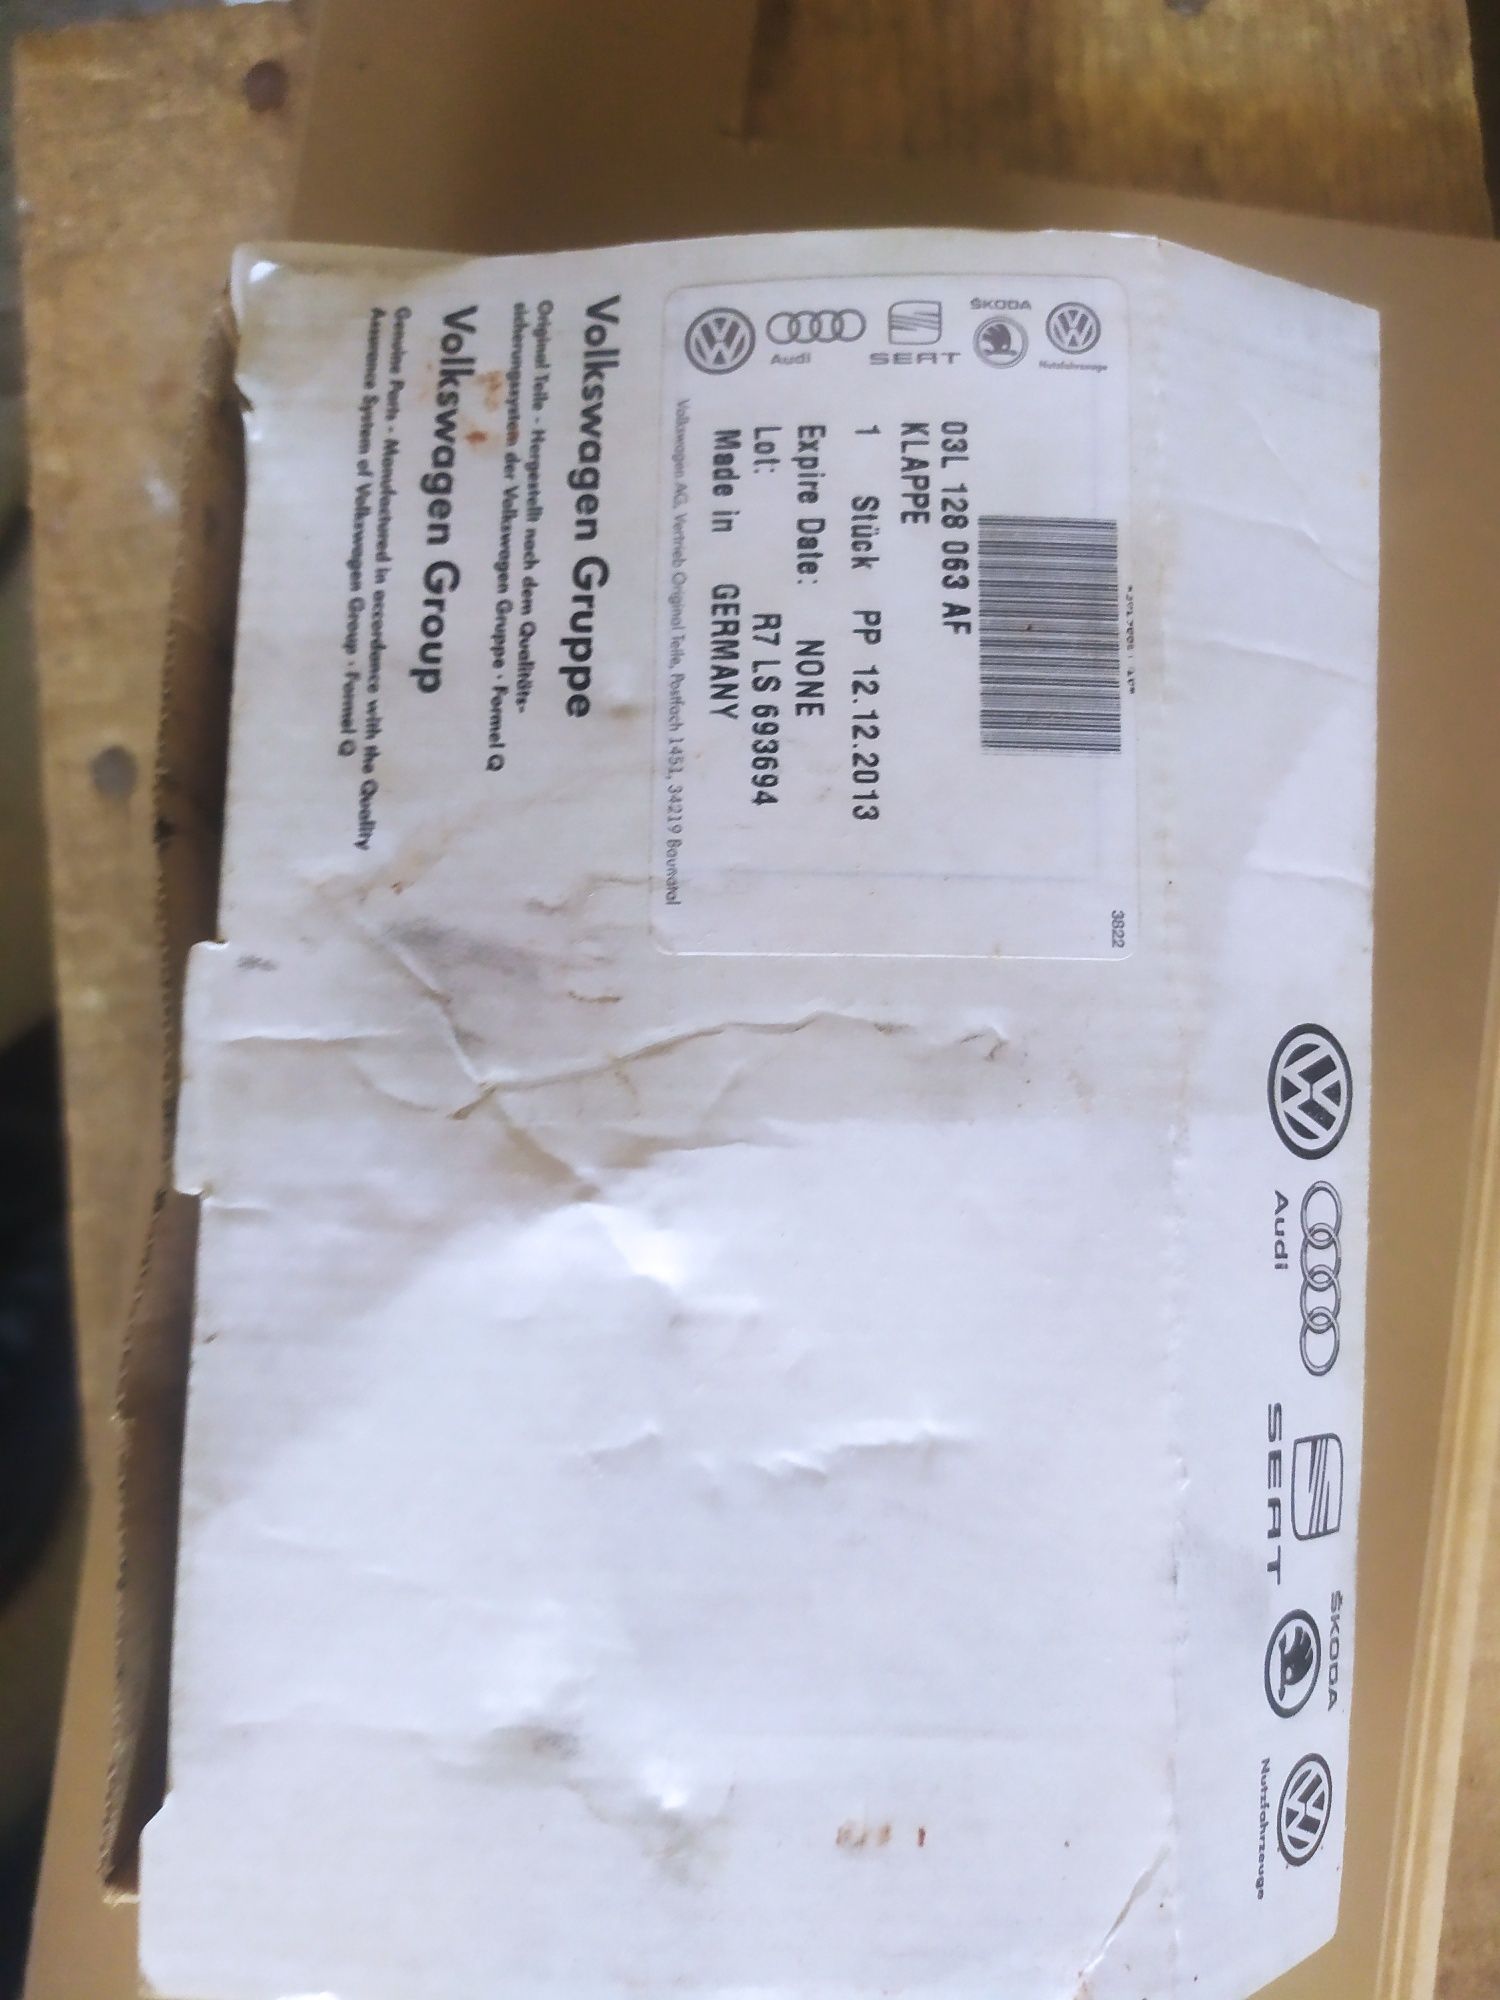 Nutzfahrzeuge
ŠKODA
SEAT
Audi
3822
03L 128 063 AF
KLAPPE
1 Stück PP 12.12.2013
Expire Date: NONE
Lot: R7 LS 693694
Made in GERMANY
Volkswagen AG, Vertrieb Original Teile, Postfach 1451, 34219 Baunatal
Volkswagen Gruppe
Original Teile - Hergestellt nach dem Qualitäts-
sicherungssystem der Volkswagen Gruppe - Formel Q
Volkswagen Group
Genuine Parts - Manufactured in accordance with the Quality
Assurance System of Volkswagen Group - Formel Q
Audi
SEAT
ŠKODA
Nutzfahrzeuge